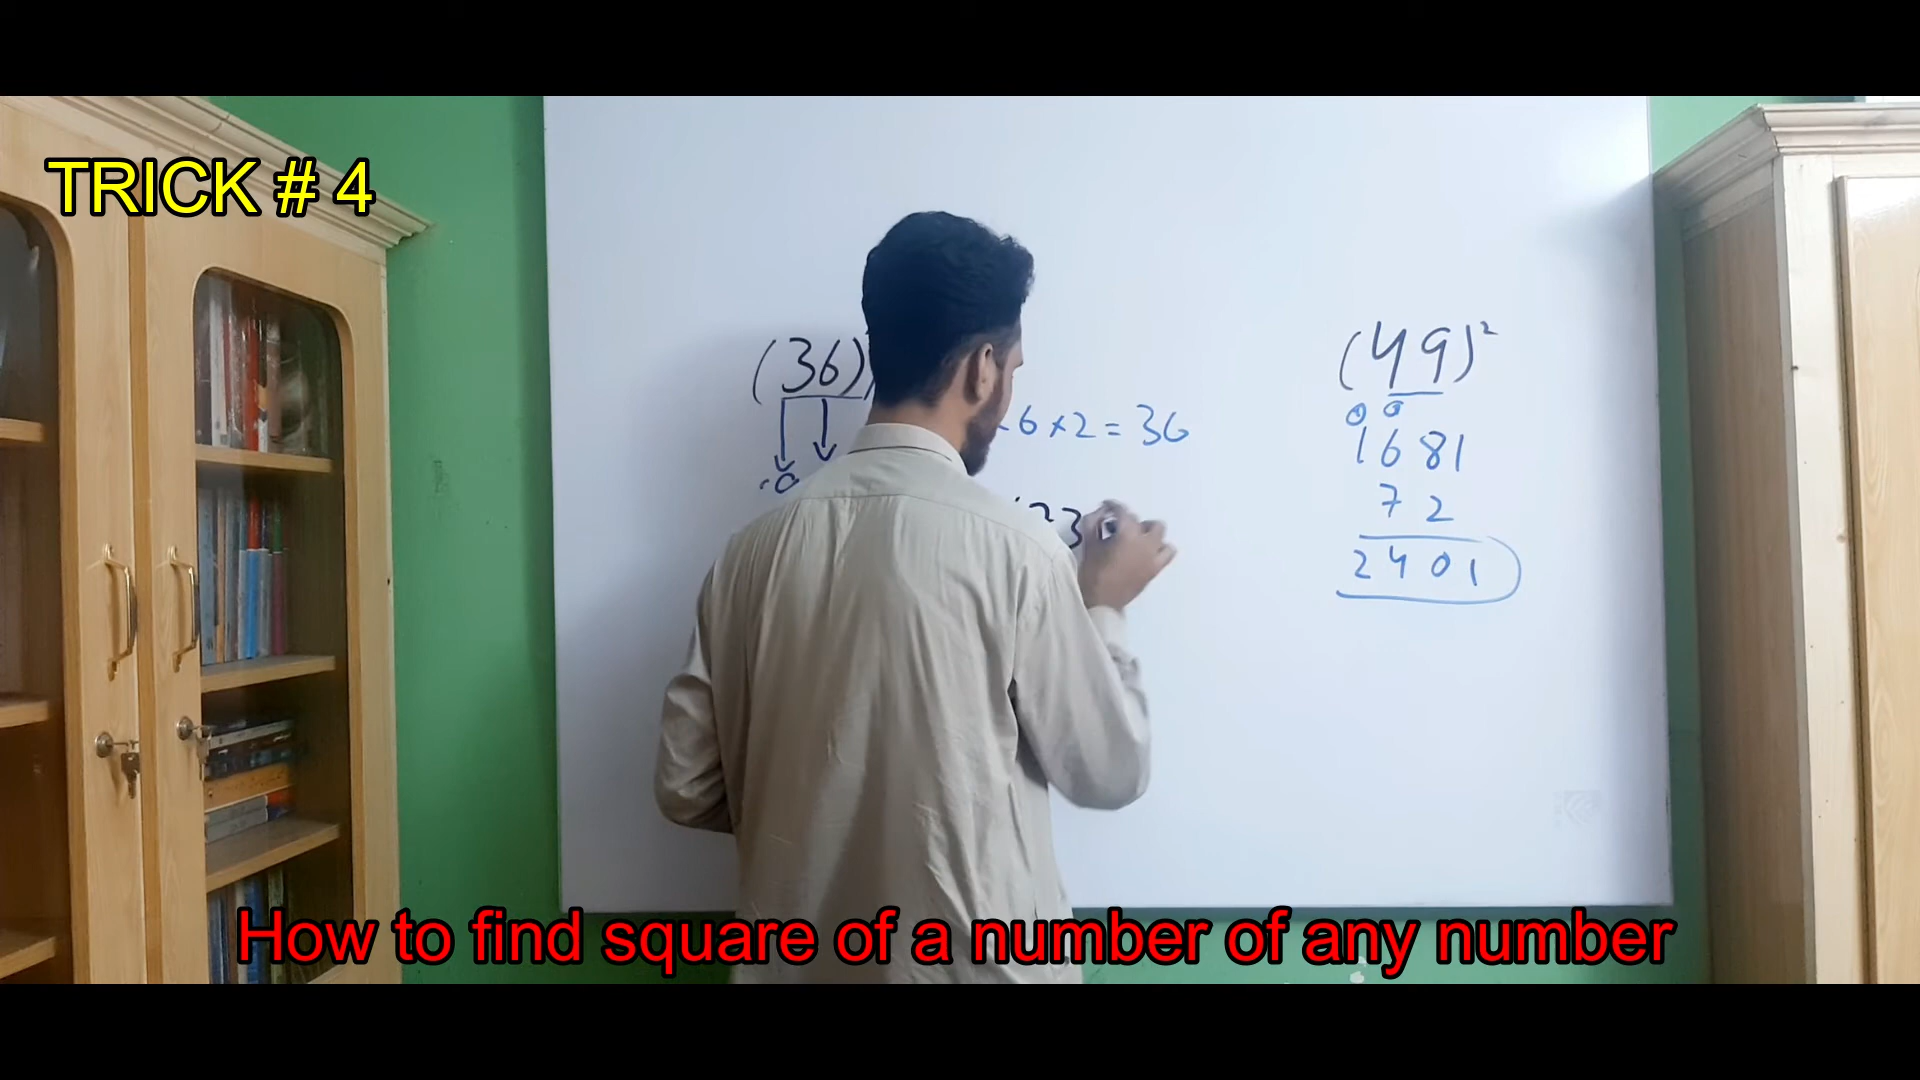 TRICK # 4
(36)
6 x 2 = 36
23
(49)²
1681
72
2401
How to find square of a number of any number